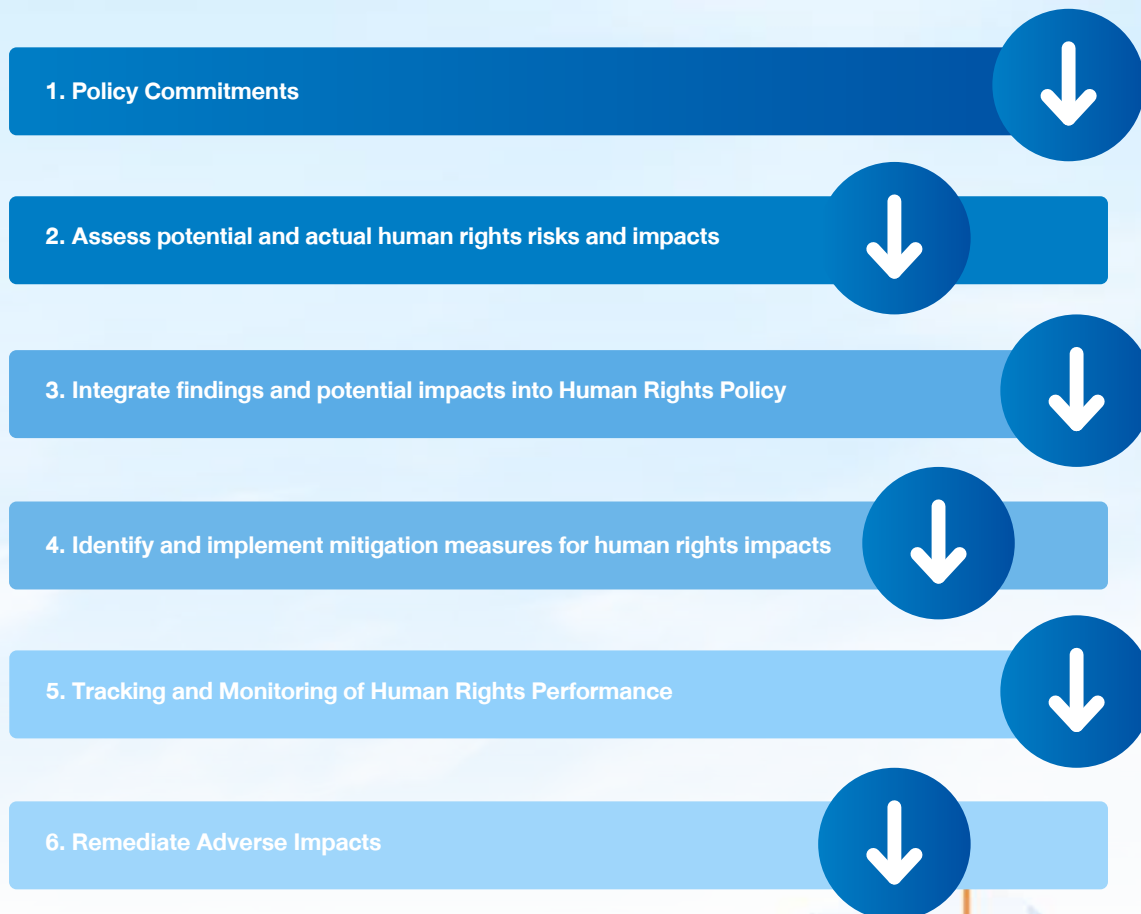 1. Policy Commitments
2. Assess potential and actual human rights risks and impacts
3. Integrate findings and potential impacts into Human Rights Policy
4. Identify and implement mitigation measures for human rights impacts
5. Tracking and Monitoring of Human Rights Performance
6. Remediate Adverse Impacts